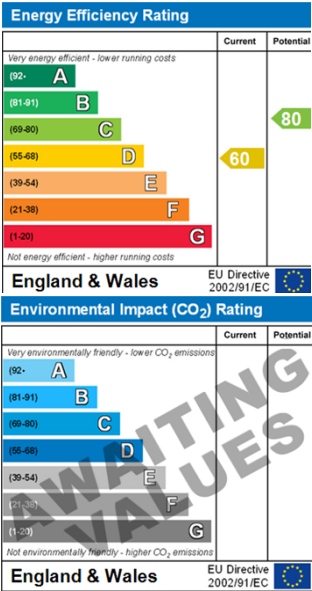 Energy Efficiency Rating
Current Potential
Very energy efficient - lower running costs
(92- A
(81-91) B
(69-80) C
80
(55-68) D
60
(39-54) E
(21-38) F
(1-20) G
Not energy efficient - higher running costs
England & Wales
EU Directive
2002/91/EC
Environmental Impact (CO₂) Rating
Current Potential
Very environmentally friendly - lower CO₂ emissions
(92- A
(81-91) B
(69-80) C
(55-68) D
(39-54) E
(21-38) F
(1-20) G
AWAITING
VALUES
Not environmentally friendly - higher CO₂ emissions
England & Wales
EU Directive
2002/91/EC